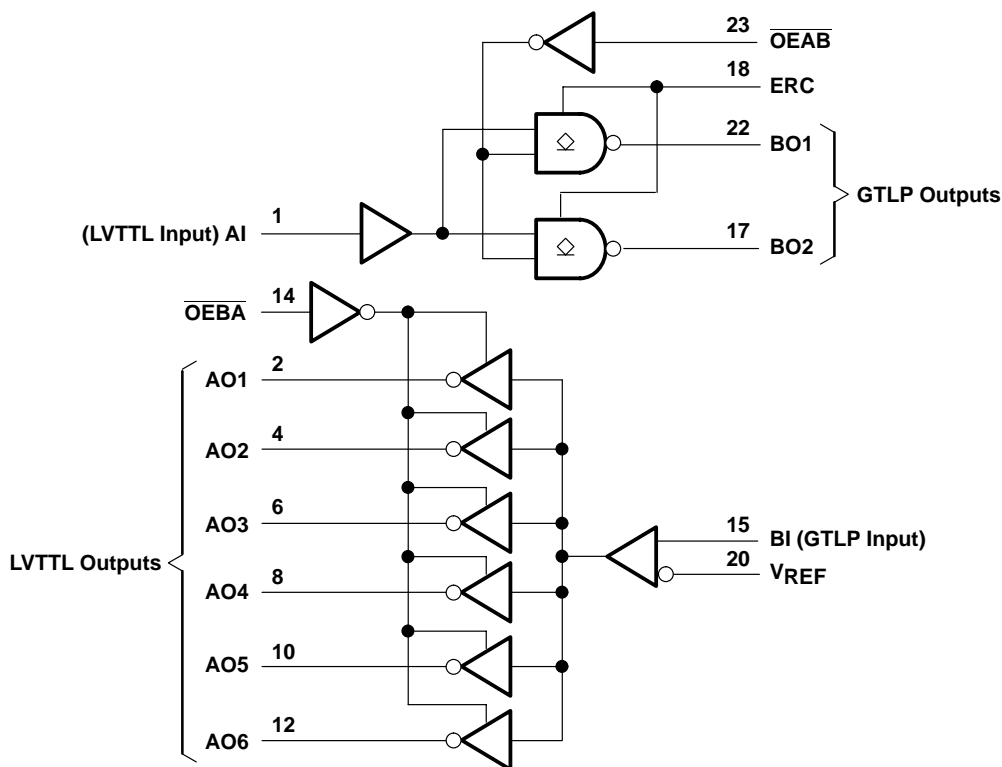 23 OEAB
18 ERC
22 BO1
GTLP Outputs
17 BO2
(LVTTL Input) AI 1
OEBA 14
AO1 2
AO2 4
AO3 6
LVTTL Outputs
AO4 8
AO5 10
AO6 12
15 BI (GTLP Input)
20 VREF